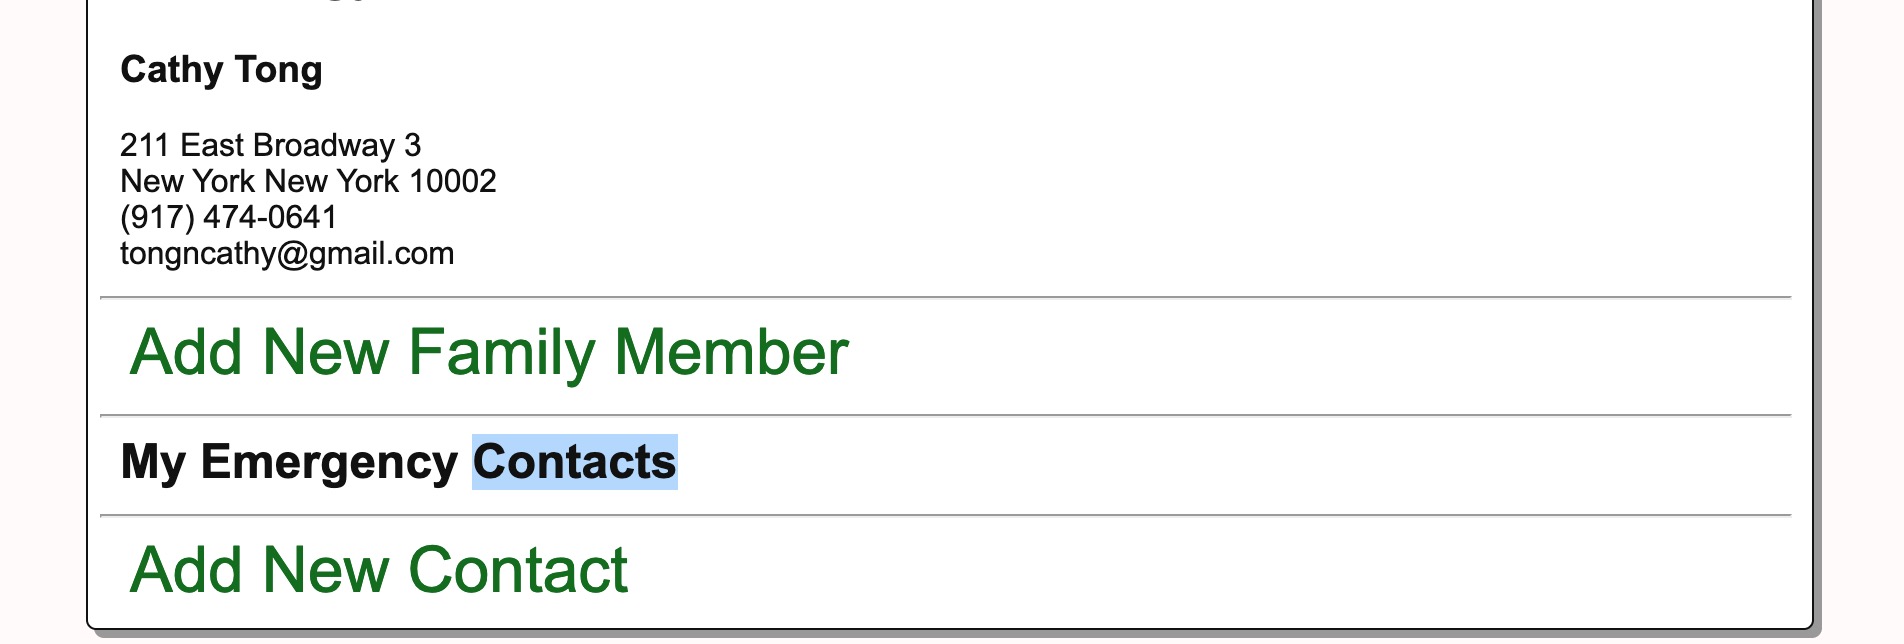 Cathy Tong
211 East Broadway 3
New York New York 10002
(917) 474-0641
tongncathy@gmail.com
Add New Family Member
My Emergency Contacts
Add New Contact